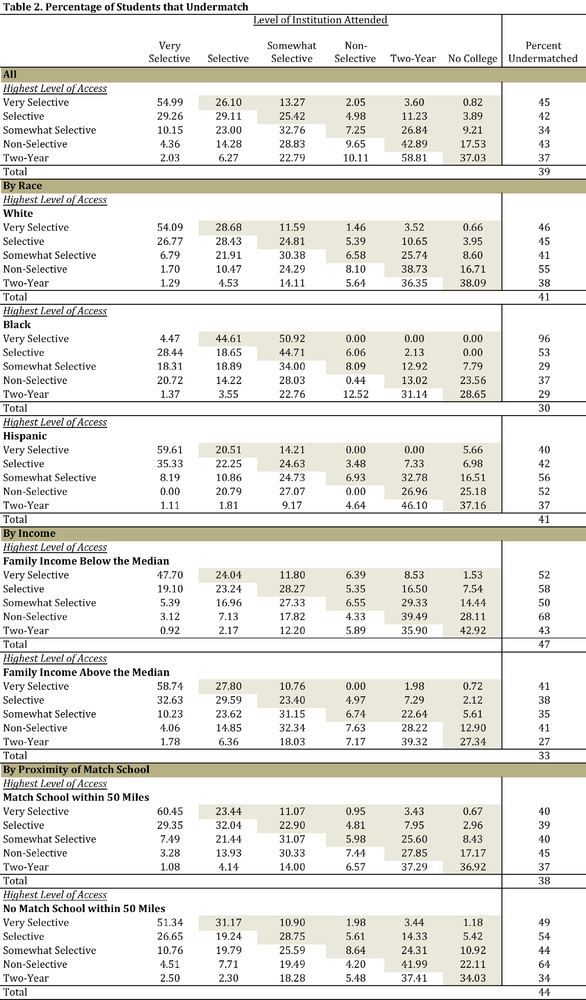 Table 2. Percentage of Students that Undermatch
Level of Institution Attended
Very Selective Selective Somewhat Selective Non-Selective Two-Year No College Percent Undermatched
All
Highest Level of Access
Very Selective 54.99 26.10 13.27 2.05 3.60 0.82 45
Selective 29.26 29.11 25.42 4.98 11.23 3.89 42
Somewhat Selective 10.15 23.00 32.76 7.25 26.84 9.21 34
Non-Selective 4.36 14.28 28.83 9.65 42.89 17.53 43
Two-Year 2.03 6.27 22.79 10.11 58.81 37.03 37
Total 39
By Race
Highest Level of Access
White
Very Selective 54.09 28.68 11.59 1.46 3.52 0.66 46
Selective 26.77 28.43 24.81 5.39 10.65 3.95 45
Somewhat Selective 6.79 21.91 30.38 6.58 25.74 8.60 41
Non-Selective 1.70 10.47 24.29 8.10 38.73 16.71 55
Two-Year 1.29 4.53 14.11 5.64 36.35 38.09 38
Total 41
Highest Level of Access
Black
Very Selective 4.47 44.61 50.92 0.00 0.00 0.00 96
Selective 28.44 18.65 44.71 6.06 2.13 0.00 53
Somewhat Selective 18.31 18.89 34.00 8.09 12.92 7.79 29
Non-Selective 20.72 14.22 28.03 0.44 13.02 23.56 37
Two-Year 1.37 3.55 22.76 12.52 31.14 28.65 29
Total 30
Highest Level of Access
Hispanic
Very Selective 59.61 20.51 14.21 0.00 0.00 5.66 40
Selective 35.33 22.25 24.63 3.48 7.33 6.98 42
Somewhat Selective 8.19 10.86 24.73 6.93 32.78 16.51 56
Non-Selective 0.00 20.79 27.07 0.00 26.96 25.18 52
Two-Year 1.11 1.81 9.17 4.64 46.10 37.16 37
Total 41
By Income
Highest Level of Access
Family Income Below the Median
Very Selective 47.70 24.04 11.80 6.39 8.53 1.53 52
Selective 19.10 23.24 28.27 5.35 16.50 7.54 58
Somewhat Selective 5.39 16.96 27.33 6.55 29.33 14.44 50
Non-Selective 3.12 7.13 17.82 4.33 39.49 28.11 68
Two-Year 0.92 2.17 12.20 5.89 35.90 42.92 43
Total 47
Highest Level of Access
Family Income Above the Median
Very Selective 58.74 27.80 10.76 0.00 1.98 0.72 41
Selective 32.63 29.59 23.40 4.97 7.29 2.12 38
Somewhat Selective 10.23 23.62 31.15 6.74 22.64 5.61 35
Non-Selective 4.06 14.85 32.34 7.63 28.22 12.90 41
Two-Year 1.78 6.36 18.03 7.17 39.32 27.34 27
Total 33
By Proximity of Match School
Highest Level of Access
Match School within 50 Miles
Very Selective 60.45 23.44 11.07 0.95 3.43 0.67 40
Selective 29.35 32.04 22.90 4.81 7.95 2.96 39
Somewhat Selective 7.49 21.44 31.07 5.98 25.60 8.43 40
Non-Selective 3.28 13.93 30.33 7.44 27.85 17.17 45
Two-Year 1.08 4.14 14.00 6.57 37.29 36.92 37
Total 38
Highest Level of Access
No Match School within 50 Miles
Very Selective 51.34 31.17 10.90 1.98 3.44 1.18 49
Selective 26.65 19.24 28.75 5.61 14.33 5.42 54
Somewhat Selective 10.76 19.79 25.59 8.64 24.31 10.92 44
Non-Selective 4.51 7.71 19.49 4.20 41.99 22.11 64
Two-Year 2.50 2.30 18.28 5.48 37.41 34.03 34
Total 44